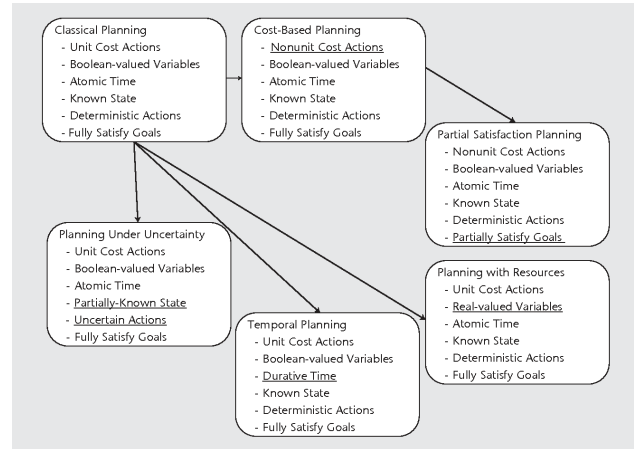 Classical Planning
- Unit Cost Actions
- Boolean-valued Variables
- Atomic Time
- Known State
- Deterministic Actions
- Fully Satisfy Goals
Cost-Based Planning
- Nonunit Cost Actions
- Boolean-valued Variables
- Atomic Time
- Known State
- Deterministic Actions
- Fully Satisfy Goals
Partial Satisfaction Planning
- Nonunit Cost Actions
- Boolean-valued Variables
- Atomic Time
- Known State
- Deterministic Actions
- Partially Satisfy Goals
Planning Under Uncertainty
- Unit Cost Actions
- Boolean-valued Variables
- Atomic Time
- Partially-Known State
- Uncertain Actions
- Fully Satisfy Goals
Temporal Planning
- Unit Cost Actions
- Boolean-valued Variables
- Durative Time
- Known State
- Deterministic Actions
- Fully Satisfy Goals
Planning with Resources
- Unit Cost Actions
- Real-valued Variables
- Atomic Time
- Known State
- Deterministic Actions
- Fully Satisfy Goals